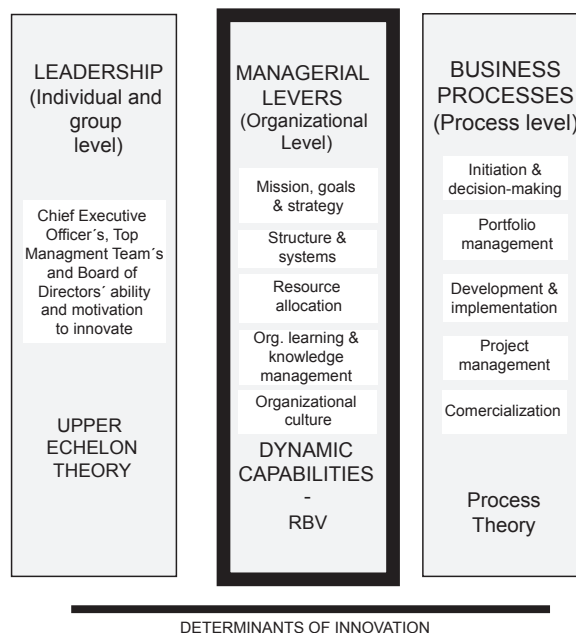 LEADERSHIP
(Individual and
group
level)
Chief Executive
Officer´s, Top
Managment Team´s
and Board of
Directors´ ability
and motivation
to innovate
UPPER
ECHELON
THEORY
MANAGERIAL
LEVERS
(Organizational
Level)
Mission, goals
& strategy
Structure &
systems
Resource
allocation
Org. learning &
knowledge
management
Organizational
culture
DYNAMIC
CAPABILITIES
-
RBV
BUSINESS
PROCESSES
(Process level)
Initiation &
decision-making
Portfolio
management
Development &
implementation
Project
management
Comercialization
Process
Theory
DETERMINANTS OF INNOVATION